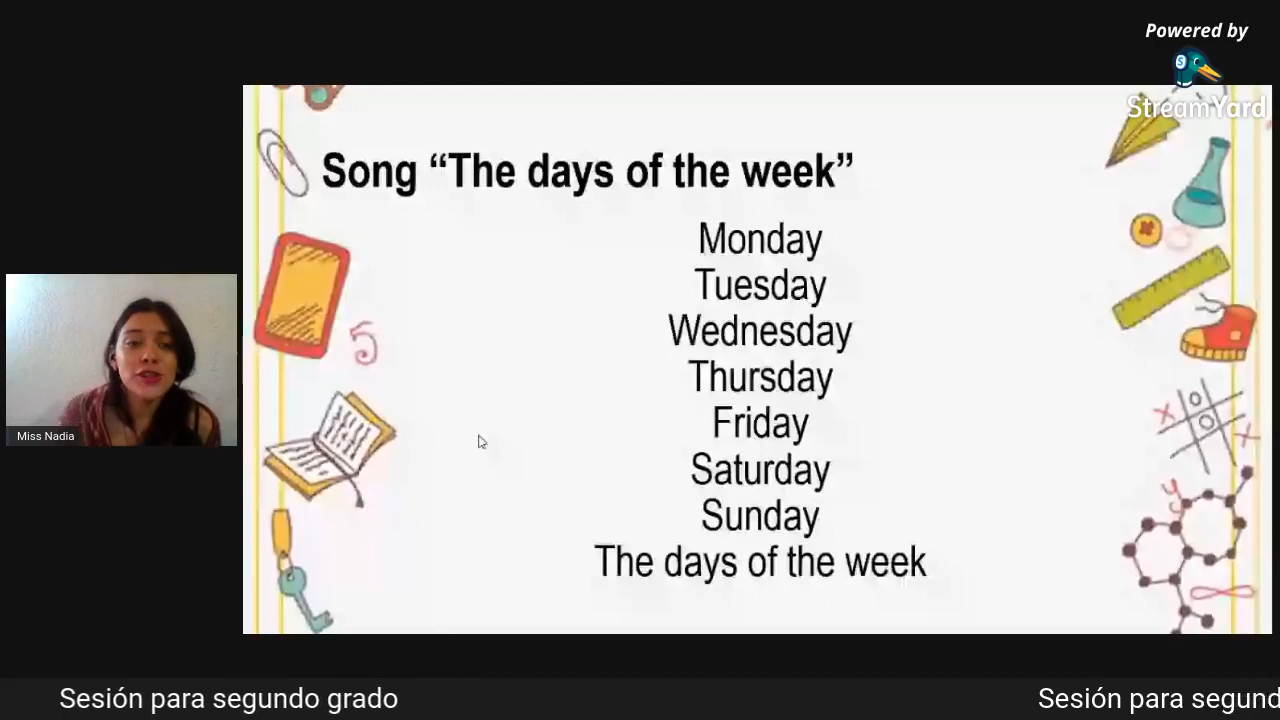 Powered by
StreamYard
Song “The days of the week”
Monday
Tuesday
Wednesday
Thursday
Friday
Saturday
Sunday
The days of the week
5
Miss Nadia
Sesión para segundo grado
Sesión para segund